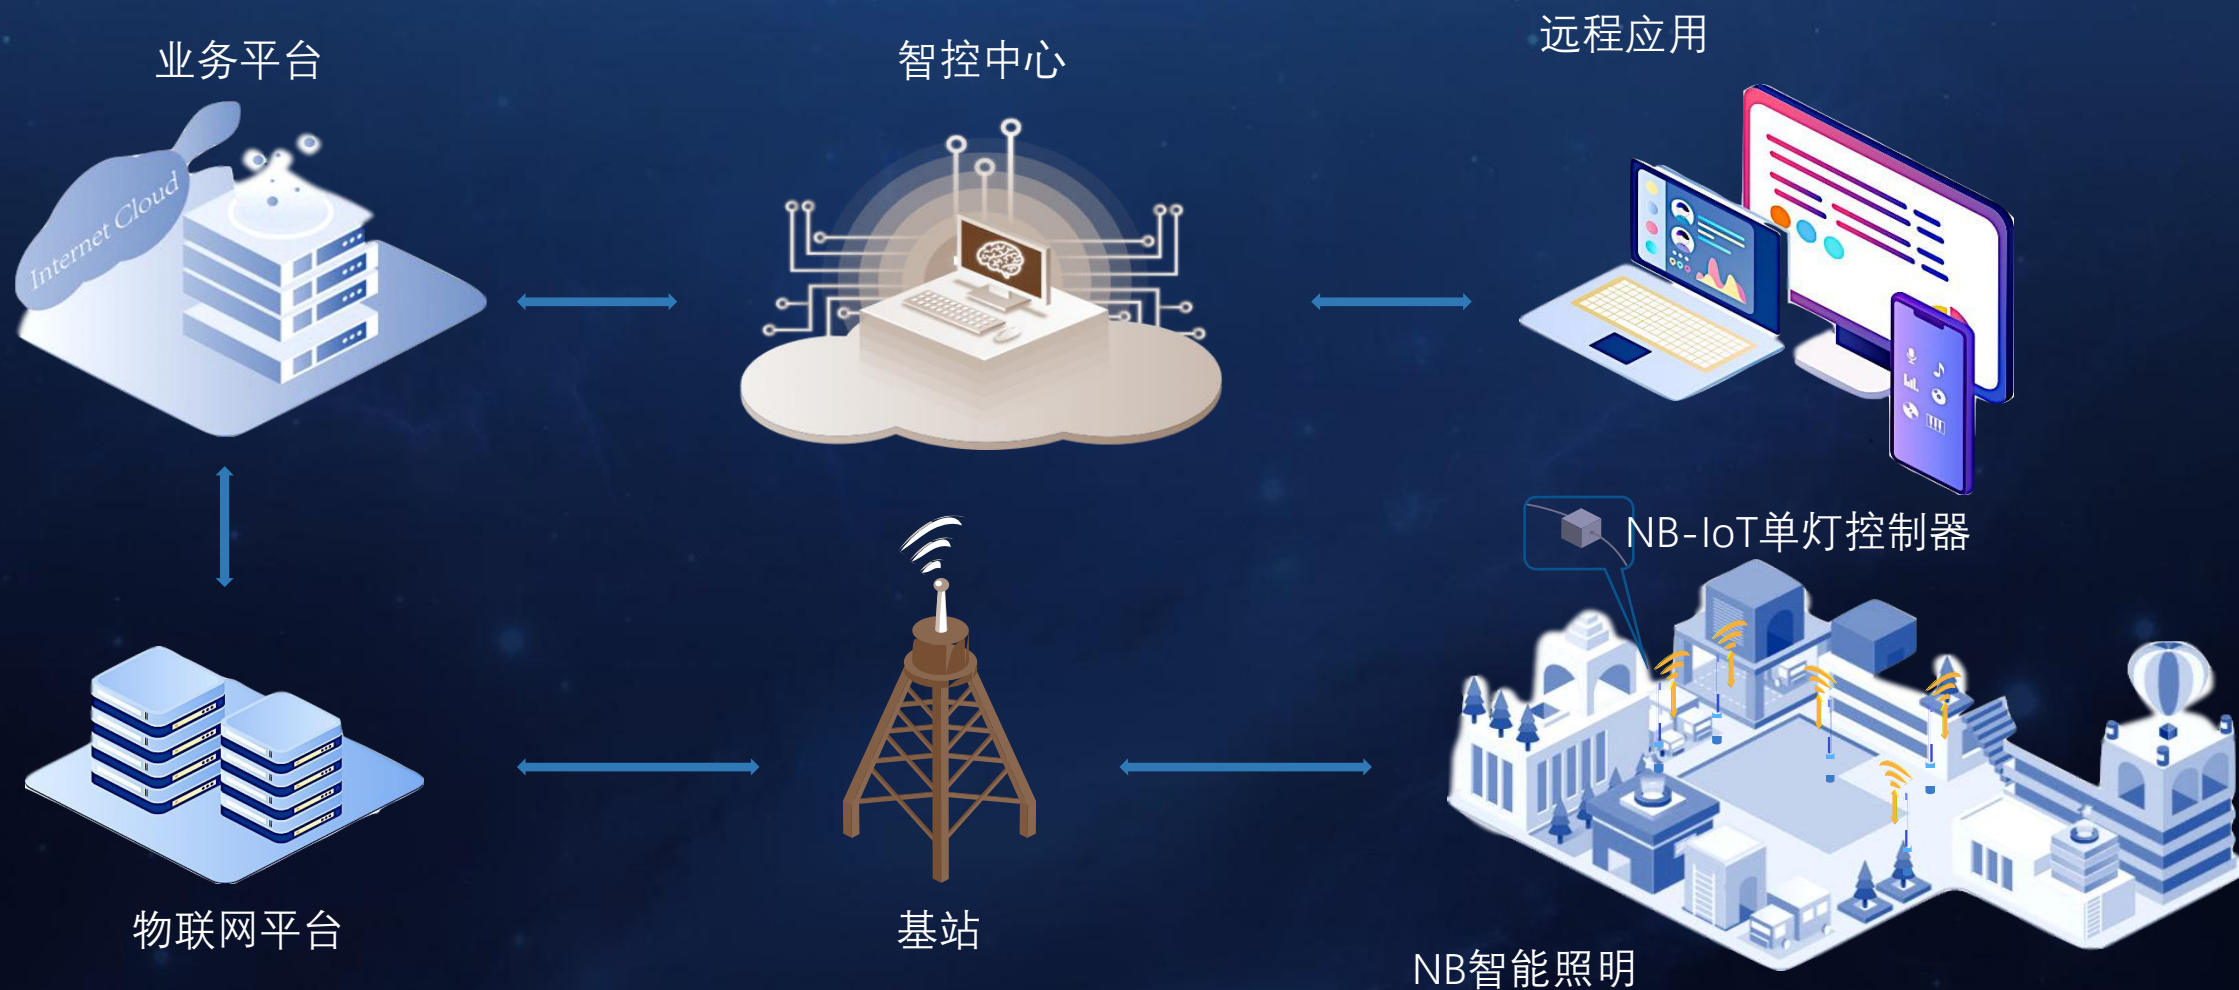 业务平台
智控中心
远程应用
Internet Cloud
NB-IoT单灯控制器
物联网平台
基站
NB智能照明